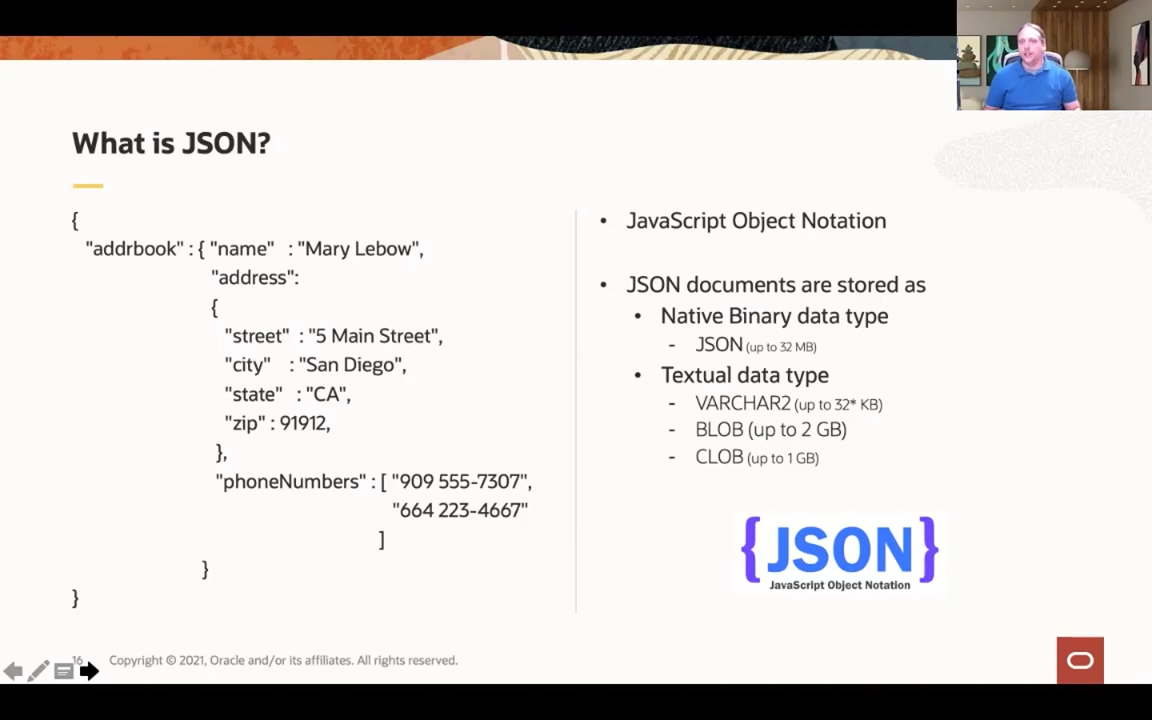 What is JSON?
{
"addrbook" : { "name" : "Mary Lebow",
"address":
{
"street" : "5 Main Street",
"city" : "San Diego",
"state" : "CA",
"zip" : 91912,
},
"phoneNumbers" : [ "909 555-7307",
"664 223-4667"
]
}
}
• JavaScript Object Notation
• JSON documents are stored as
• Native Binary data type
- JSON (up to 32 MB)
• Textual data type
- VARCHAR2 (up to 32* KB)
- BLOB (up to 2 GB)
- CLOB (up to 1 GB)
{JSON}
JavaScript Object Notation
16 Copyright © 2021, Oracle and/or its affiliates. All rights reserved.